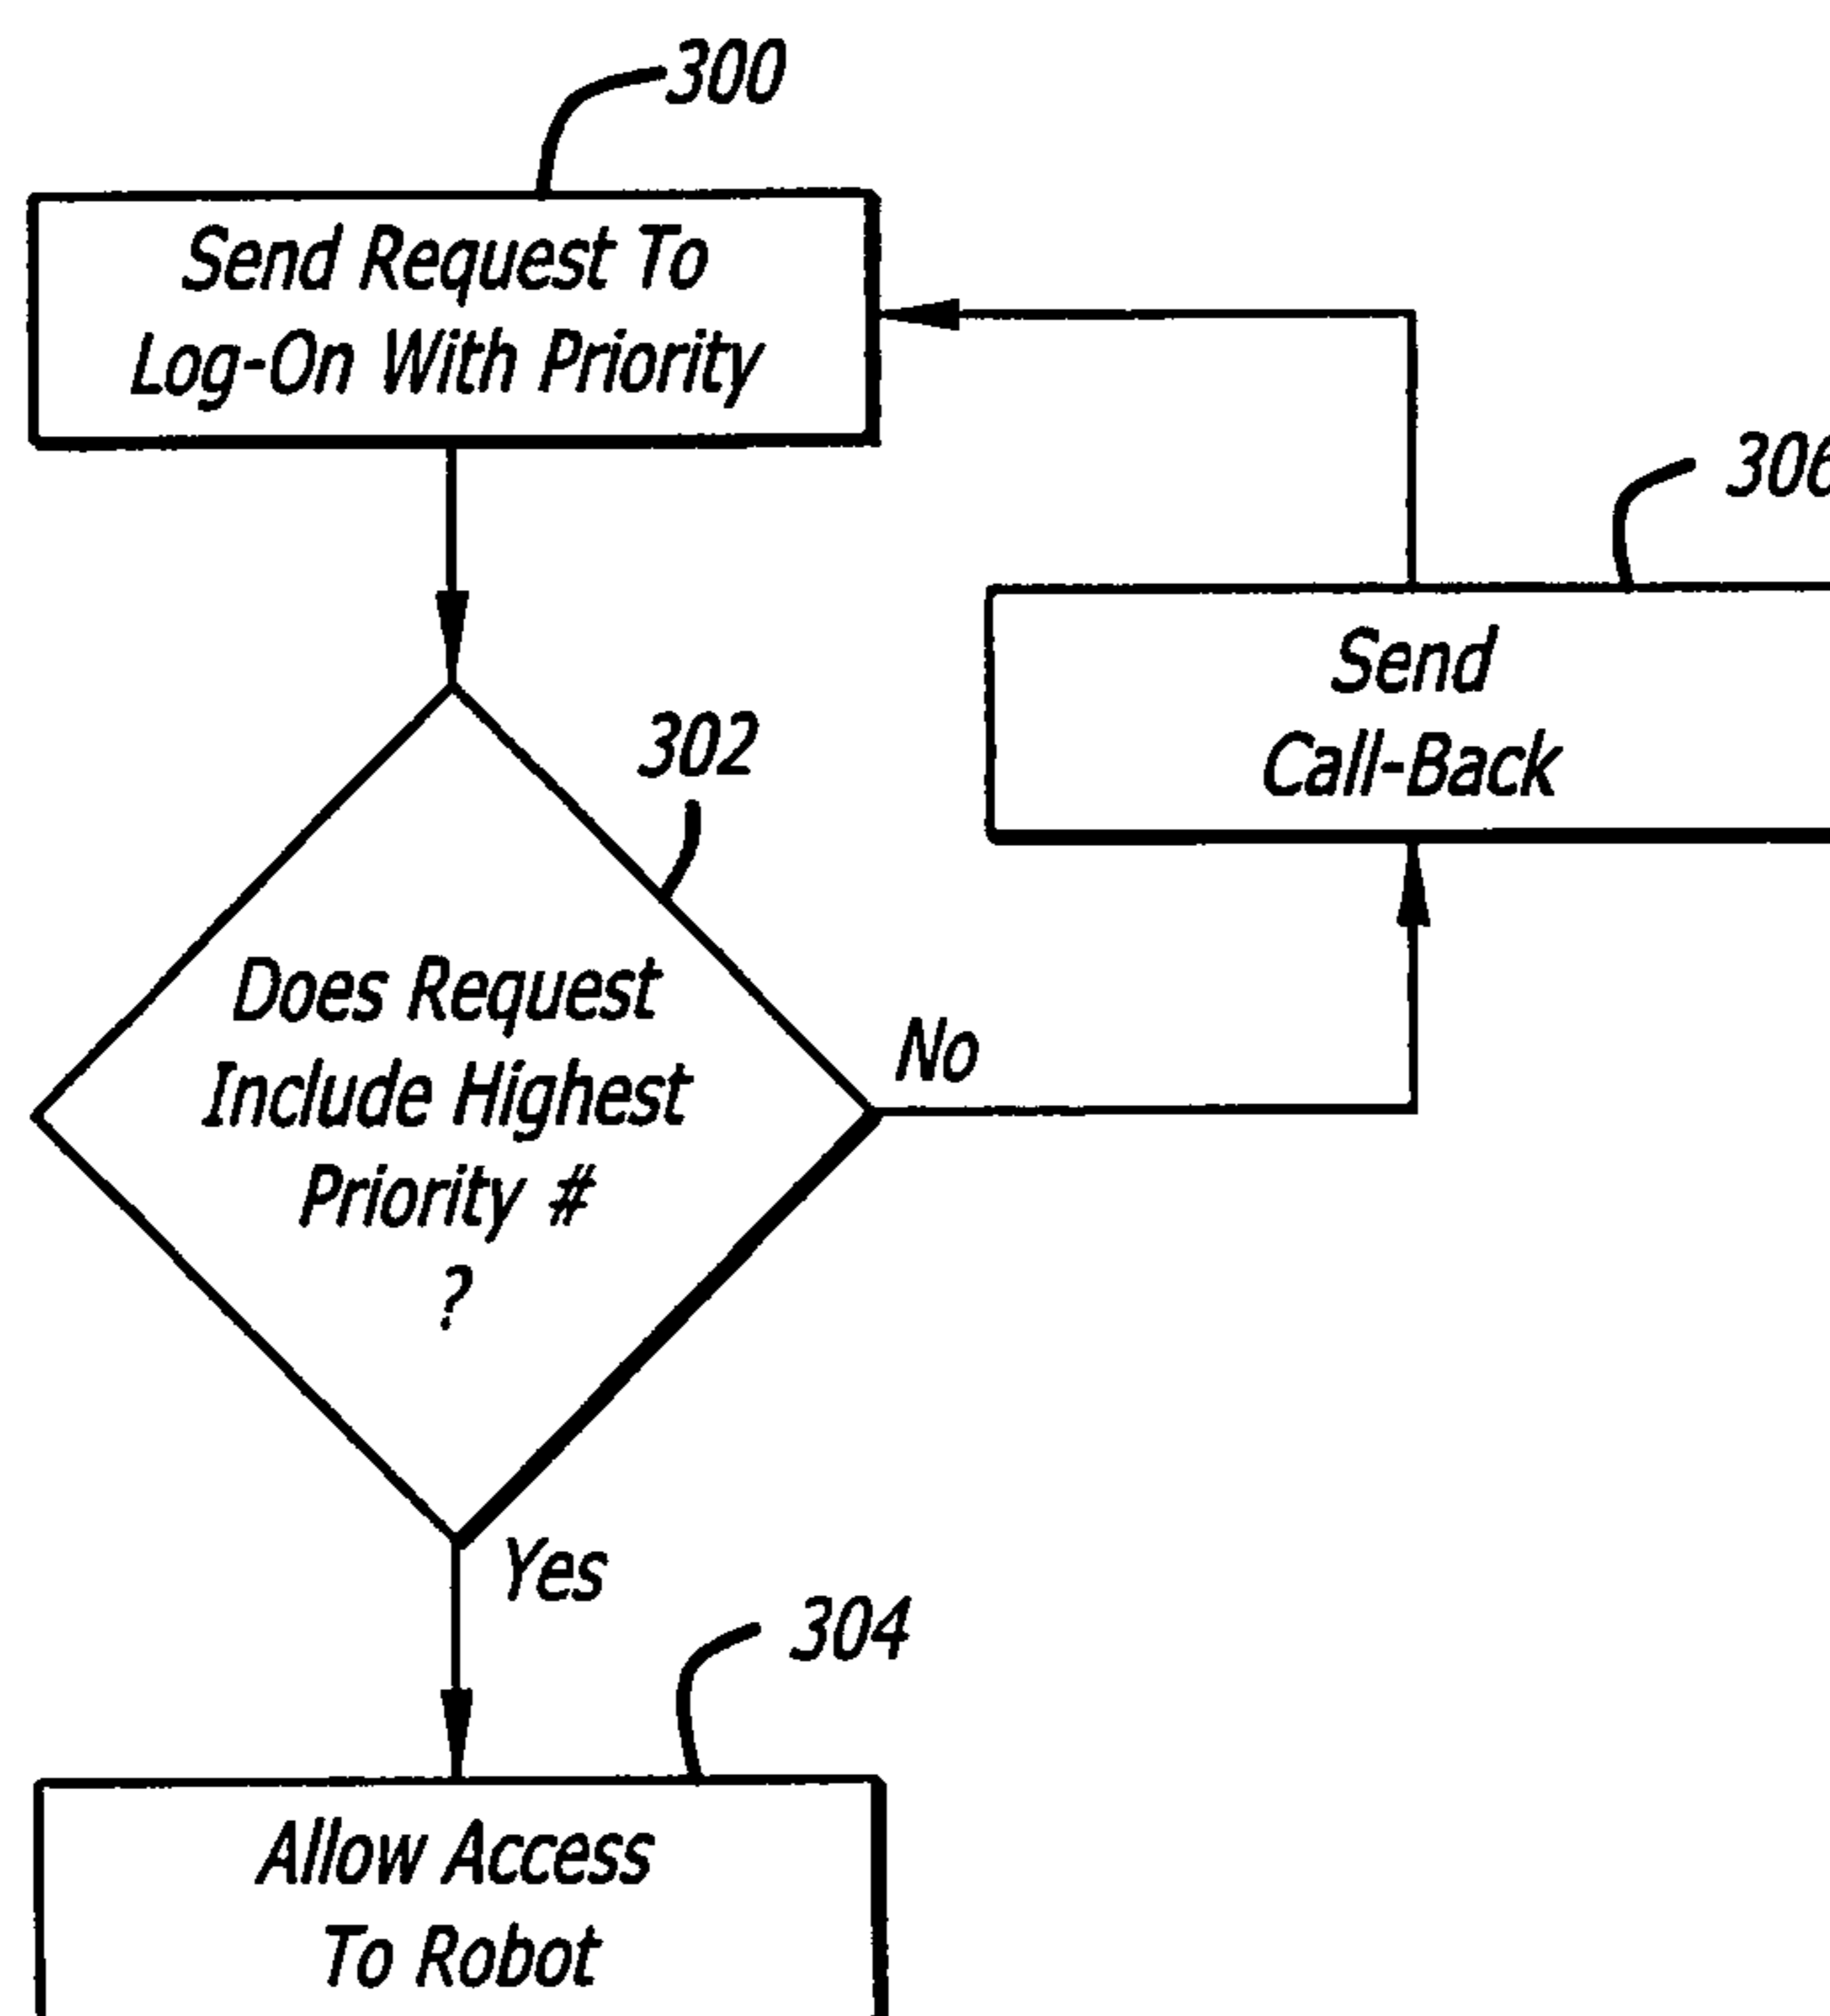 300
Send Request To
Log-On With Priority
306
Send
Call-Back
302
Does Request
Include Highest
Priority #
?
No
Yes
304
Allow Access
To Robot